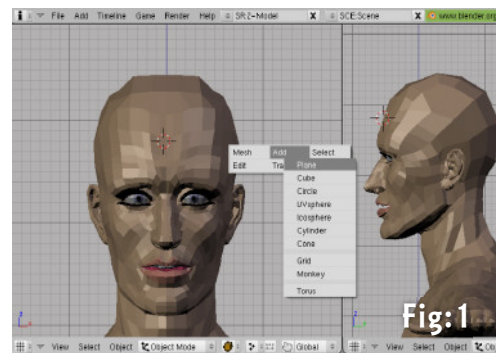 File Add Timeline Game Render Help SR:2-Model X SCE:Scene X www.blender.org
Mesh Add Select
Edit Tra
Plane
Cube
Circle
UVsphere
Icosphere
Cylinder
Cone
Grid
Monkey
Torus
Fig:1
View Select Object Object Mode Global View Select Object